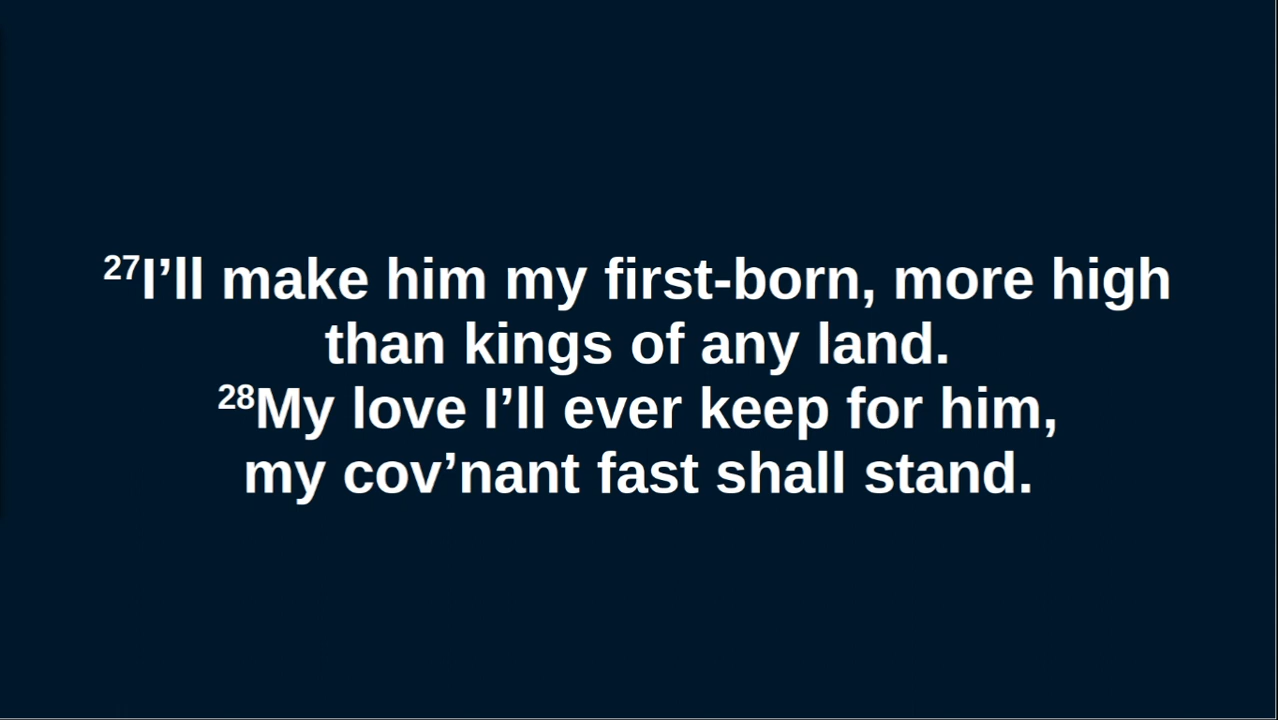 27I’ll make him my first-born, more high
than kings of any land.
28My love I’ll ever keep for him,
my cov’nant fast shall stand.